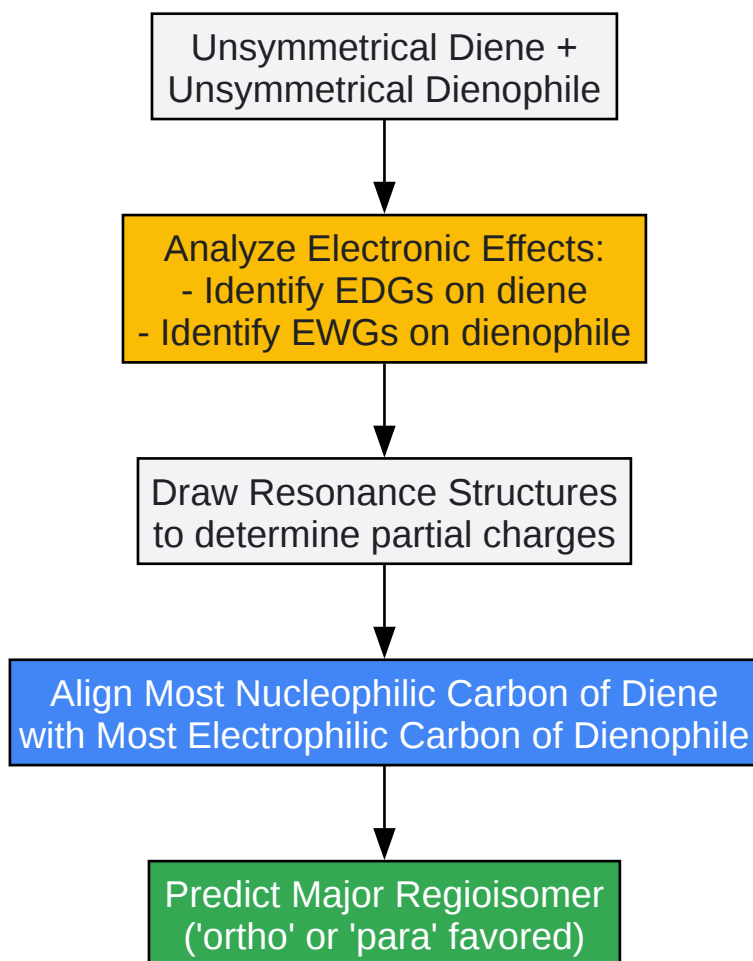 Unsymmetrical Diene +
Unsymmetrical Dienophile
Analyze Electronic Effects:
- Identify EDGs on diene
- Identify EWGs on dienophile
Draw Resonance Structures
to determine partial charges
Align Most Nucleophilic Carbon of Diene
with Most Electrophilic Carbon of Dienophile
Predict Major Regioisomer
('ortho' or 'para' favored)